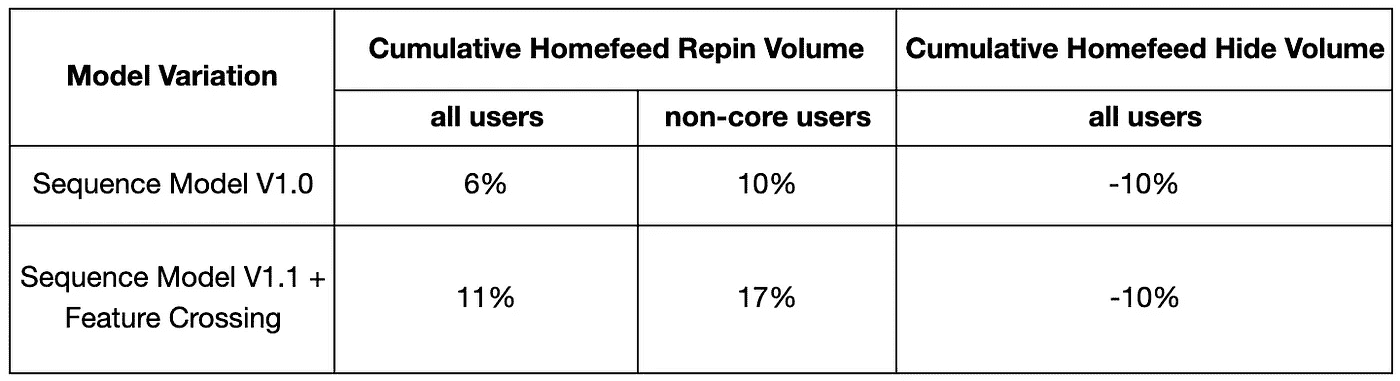 Model Variation
Cumulative Homefeed Repin Volume
Cumulative Homefeed Hide Volume
all users
non-core users
all users
Sequence Model V1.0
6%
10%
-10%
Sequence Model V1.1 +
Feature Crossing
11%
17%
-10%